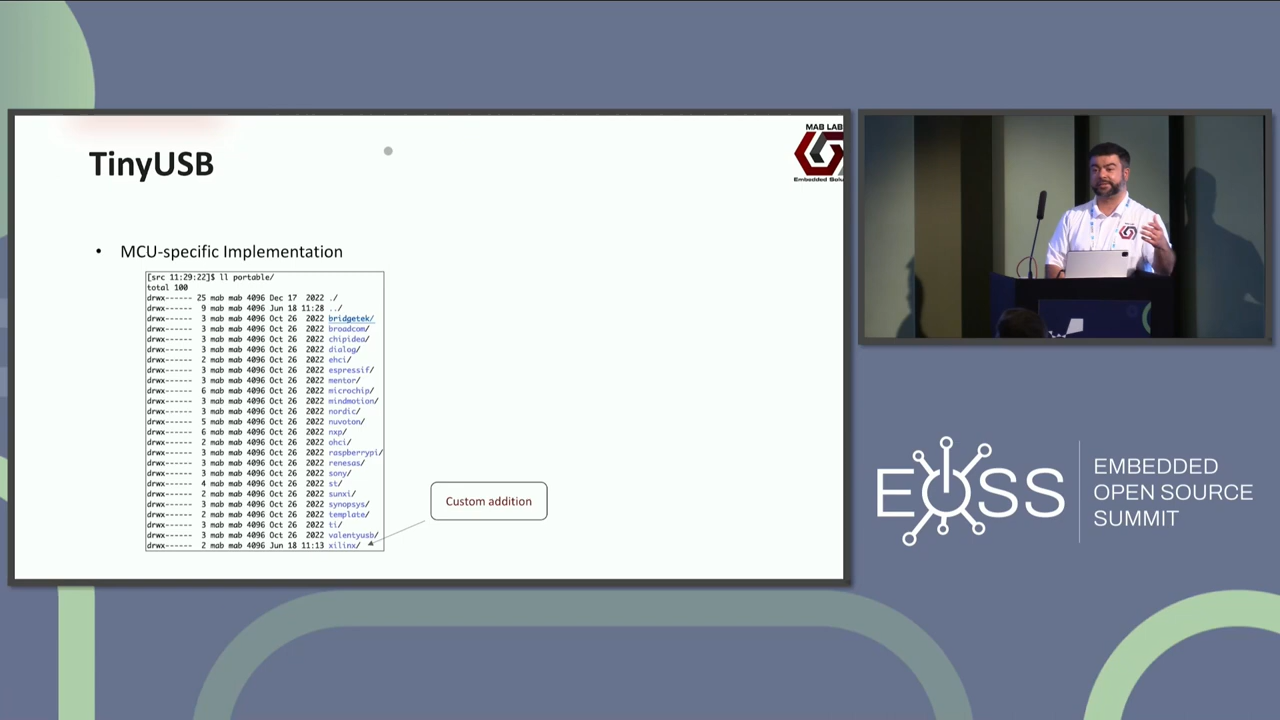 TinyUSB
MAB LAB
Embedded Solu
• MCU-specific Implementation
[src 11:29:22]$ ll portable/
total 100
drwx------ 25 mab mab 4096 Dec 17 2022 ./
drwx------ 9 mab mab 4096 Jun 18 11:28 ../
drwx------ 3 mab mab 4096 Oct 26 2022 bridgetek/
drwx------ 3 mab mab 4096 Oct 26 2022 broadcom/
drwx------ 3 mab mab 4096 Oct 26 2022 chipidea/
drwx------ 3 mab mab 4096 Oct 26 2022 dialog/
drwx------ 2 mab mab 4096 Oct 26 2022 ehci/
drwx------ 3 mab mab 4096 Oct 26 2022 espressif/
drwx------ 3 mab mab 4096 Oct 26 2022 mentor/
drwx------ 6 mab mab 4096 Oct 26 2022 microchip/
drwx------ 3 mab mab 4096 Oct 26 2022 mindmotion/
drwx------ 3 mab mab 4096 Oct 26 2022 nordic/
drwx------ 5 mab mab 4096 Oct 26 2022 nuvoton/
drwx------ 6 mab mab 4096 Oct 26 2022 nxp/
drwx------ 2 mab mab 4096 Oct 26 2022 ohci/
drwx------ 3 mab mab 4096 Oct 26 2022 raspberrypi/
drwx------ 3 mab mab 4096 Oct 26 2022 renesas/
drwx------ 3 mab mab 4096 Oct 26 2022 sony/
drwx------ 4 mab mab 4096 Oct 26 2022 st/
drwx------ 2 mab mab 4096 Oct 26 2022 sunxi/
drwx------ 3 mab mab 4096 Oct 26 2022 synopsys/
drwx------ 2 mab mab 4096 Oct 26 2022 template/
drwx------ 3 mab mab 4096 Oct 26 2022 ti/
drwx------ 3 mab mab 4096 Oct 26 2022 valentyusb/
drwx------ 2 mab mab 4096 Jun 18 11:13 xilinx/
Custom addition
EOSS
EMBEDDED
OPEN SOURCE
SUMMIT